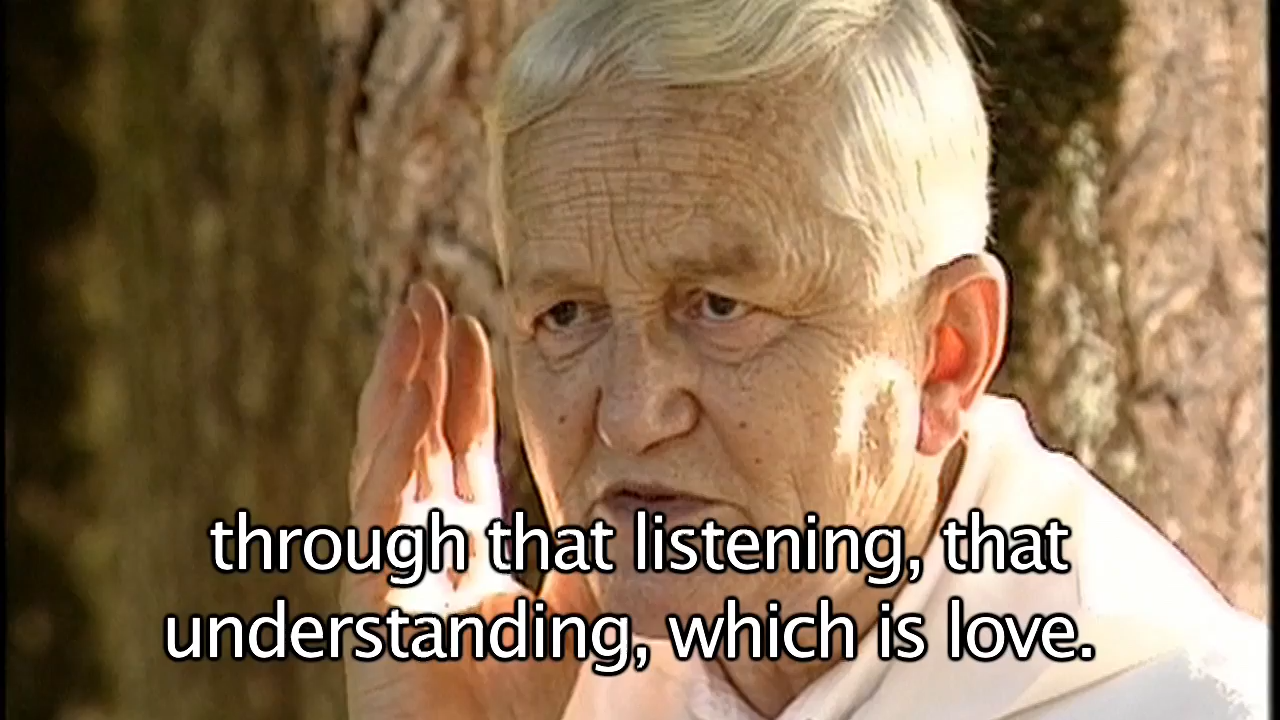 through that listening, that
understanding, which is love.